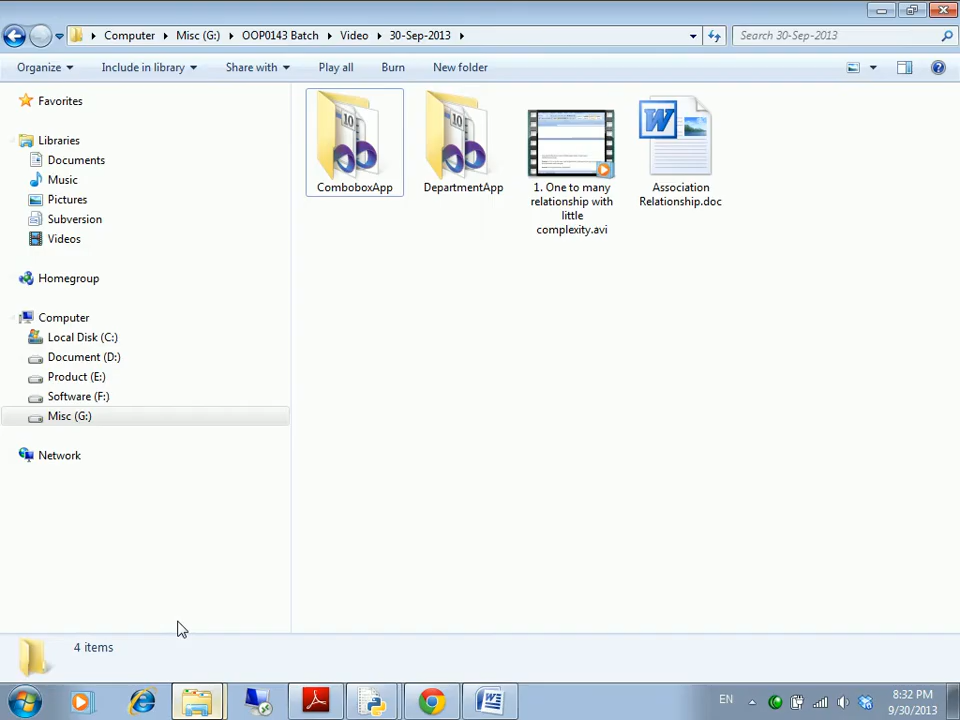 Computer Misc (G:) OOP0143 Batch Video 30-Sep-2013
Search 30-Sep-2013
Organize Include in library Share with Play all Burn New folder
Favorites
Libraries
Documents
Music
Pictures
Subversion
Videos
Homegroup
Computer
Local Disk (C:)
Document (D:)
Product (E:)
Software (F:)
Misc (G:)
Network
ComboboxApp
DepartmentApp
1. One to many
relationship with
little
complexity.avi
Association
Relationship.doc
4 items
EN
8:32 PM
9/30/2013